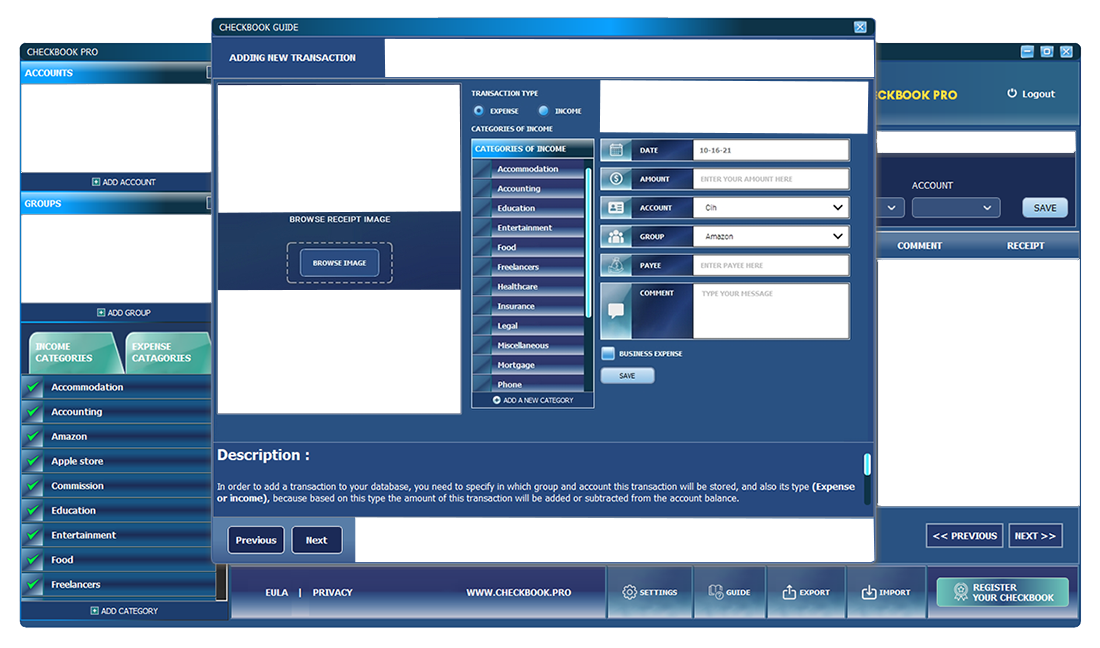 CHECKBOOK GUIDE
ADDING NEW TRANSACTION
CHECKBOOK PRO
ACCOUNTS
ADD ACCOUNT
GROUPS
ADD GROUP
INCOME
CATEGORIES
EXPENSE
CATAGORIES
Accommodation
Accounting
Amazon
Apple store
Commission
Education
Entertainment
Food
Freelancers
ADD CATEGORY
BROWSE RECEIPT IMAGE
BROWSE IMAGE
TRANSACTION TYPE
EXPENSE
INCOME
CATEGORIES OF INCOME
CATEGORIES OF INCOME
Accommodation
Accounting
Education
Entertainment
Food
Freelancers
Healthcare
Insurance
Legal
Miscellaneous
Mortgage
Phone
ADD A NEW CATEGORY
DATE 10-16-21
AMOUNT ENTER YOUR AMOUNT HERE
ACCOUNT Cih
GROUP Amazon
PAYEE ENTER PAYEE HERE
COMMENT TYPE YOUR MESSAGE
BUSINESS EXPENSE
SAVE
Description :
In order to add a transaction to your database, you need to specify in which group and account this transaction will be stored, and also its type (Expense
or income), because based on this type the amount of this transaction will be added or subtracted from the account balance.
Previous
Next
ECKBOOK PRO
Logout
ACCOUNT
SAVE
COMMENT
RECEIPT
<< PREVIOUS
NEXT >>
EULA | PRIVACY
WWW.CHECKBOOK.PRO
SETTINGS
GUIDE
EXPORT
IMPORT
REGISTER
YOUR CHECKBOOK